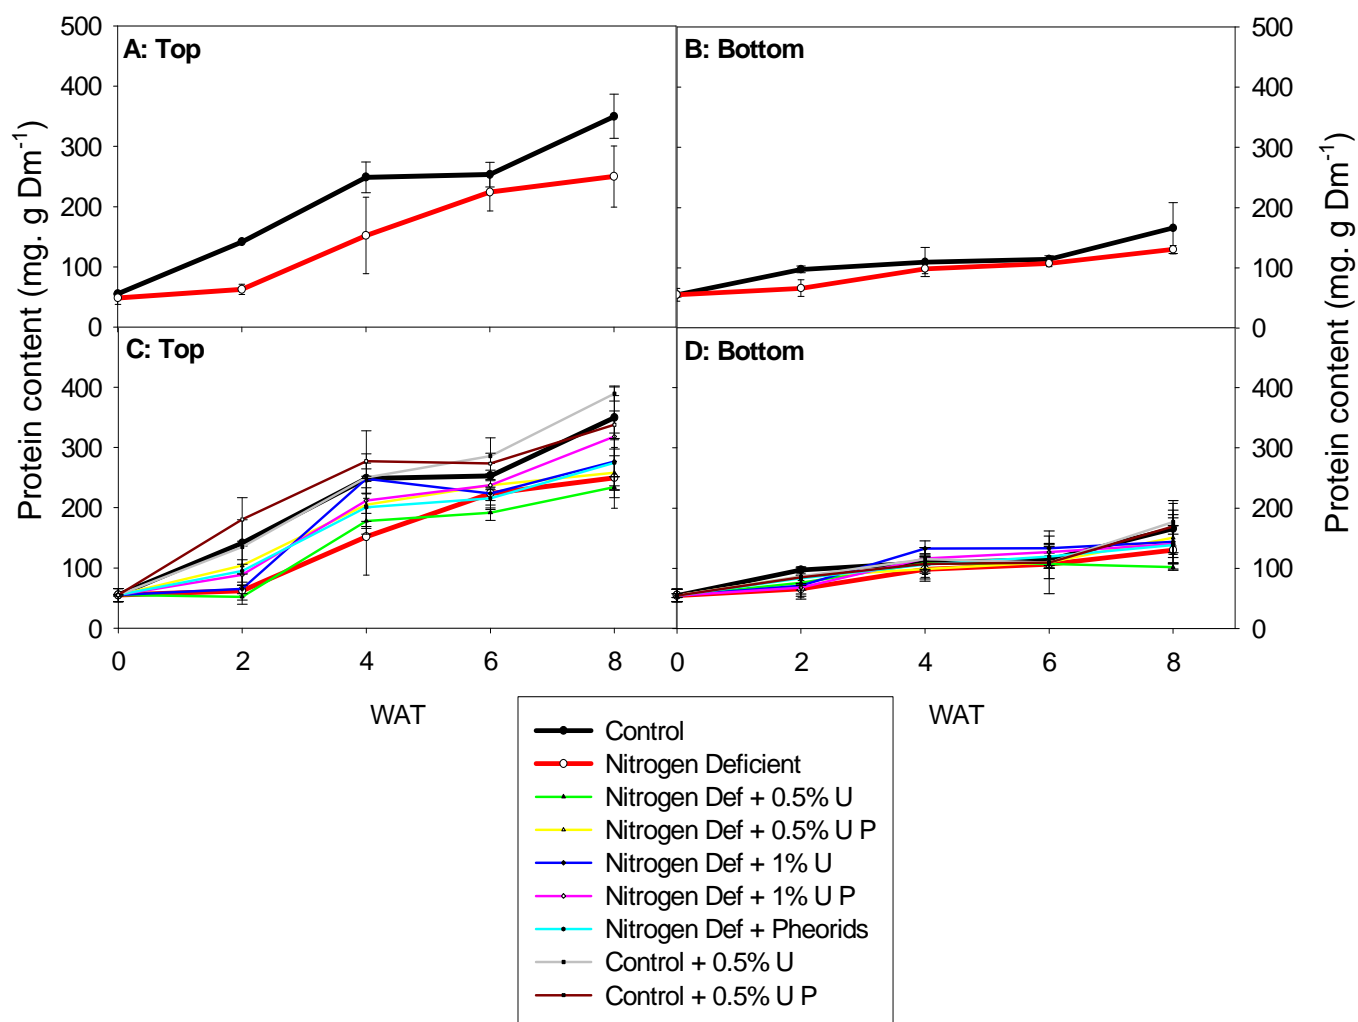 500
400
300
200
100
0
A: Top
B: Bottom
500
400
300
200
100
0
Protein content (mg. g Dm-1)
Protein content (mg. g Dm-1)
400
300
200
100
0
C: Top
D: Bottom
400
300
200
100
0
0 2 4 6 8
0 2 4 6 8
WAT
WAT
Control
Nitrogen Deficient
Nitrogen Def + 0.5% U
Nitrogen Def + 0.5% U P
Nitrogen Def + 1% U
Nitrogen Def + 1% U P
Nitrogen Def + Pheorids
Control + 0.5% U
Control + 0.5% U P